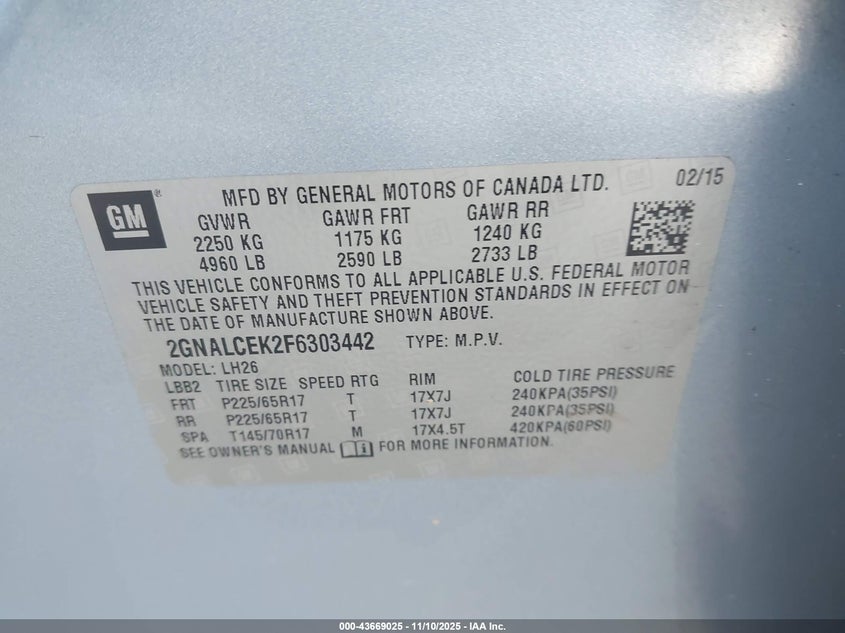 GM ®
MFD BY GENERAL MOTORS OF CANADA LTD. 02/15
GVWR GAWR FRT GAWR RR
2250 KG 1175 KG 1240 KG
4960 LB 2590 LB 2733 LB
THIS VEHICLE CONFORMS TO ALL APPLICABLE U.S. FEDERAL MOTOR
VEHICLE SAFETY AND THEFT PREVENTION STANDARDS IN EFFECT ON
THE DATE OF MANUFACTURE SHOWN ABOVE.
2GNALCEK2F6303442 TYPE: M.P.V.
MODEL: LH26
LBB2 TIRE SIZE SPEED RTG RIM COLD TIRE PRESSURE
FRT P225/65R17 T 17X7J 240KPA(35PSI)
RR P225/65R17 T 17X7J 240KPA(35PSI)
SPA T145/70R17 M 17X4.5T 420KPA(60PSI)
SEE OWNER'S MANUAL FOR MORE INFORMATION.
000-43669025 - 11/10/2025 - IAA Inc.